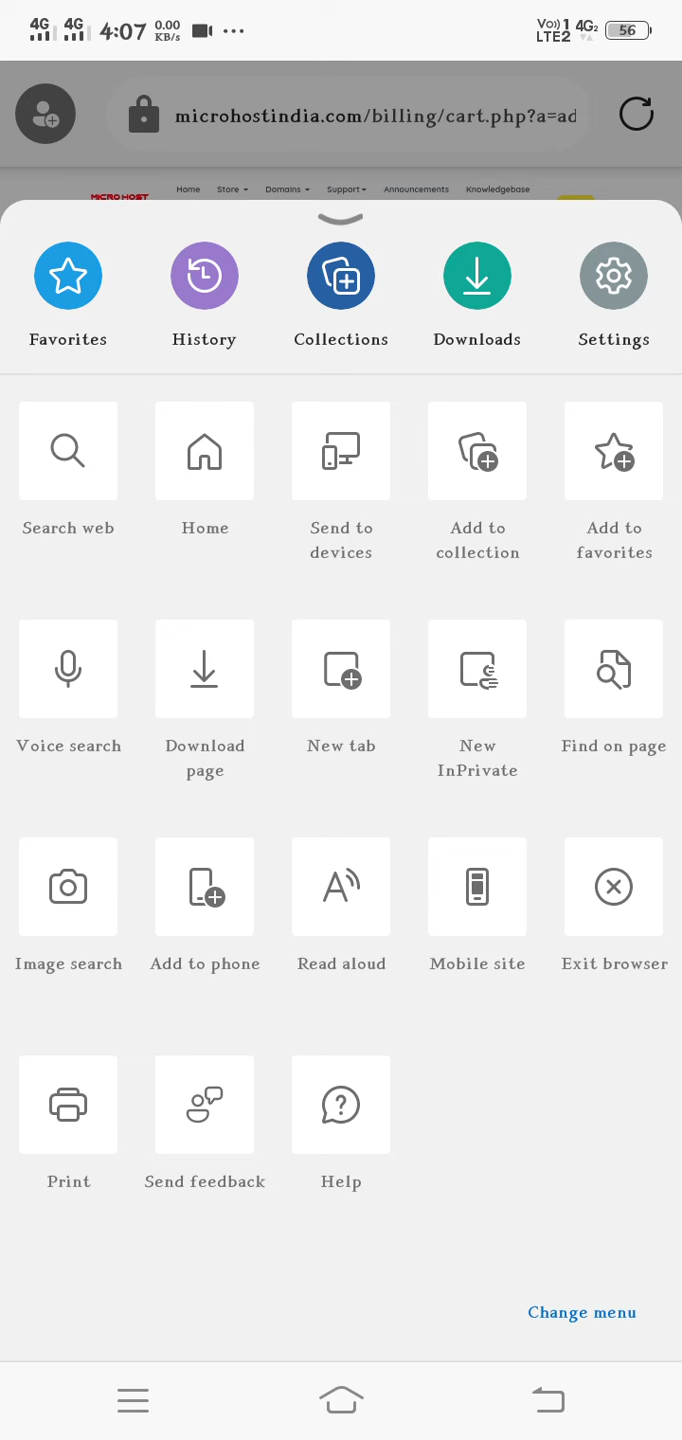 4G 4G 4:07 0.00 KB/s ... Vo)) 1 LTE2 4G2 56
microhostindia.com/billing/cart.php?a=ad
MICRO HOST Home Store Domains Support Announcements Knowledgebase
Favorites History Collections Downloads Settings
Search web Home Send to devices Add to collection Add to favorites
Voice search Download page New tab New InPrivate Find on page
Image search Add to phone Read aloud Mobile site Exit browser
Print Send feedback Help
Change menu